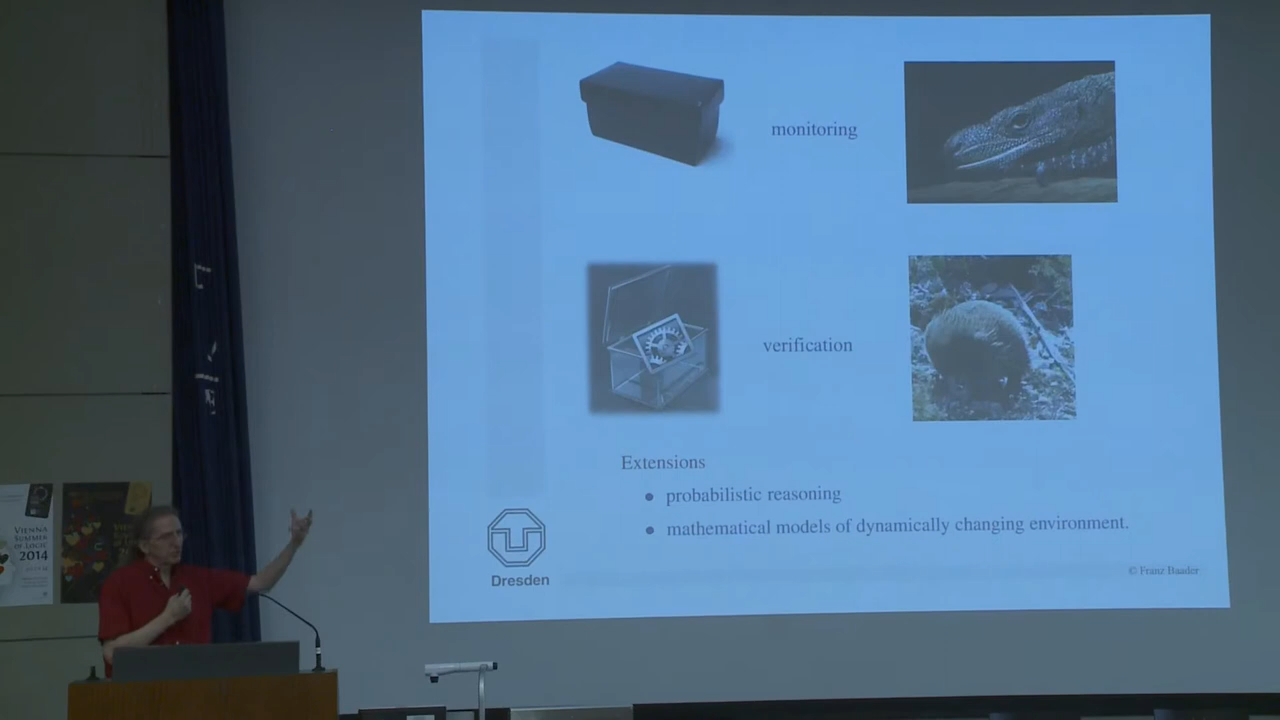 monitoring
verification
Extensions
• probabilistic reasoning
• mathematical models of dynamically changing environment.
Dresden
© Franz Baader
VIENNA
SUMMER
OF LOGIC
2014